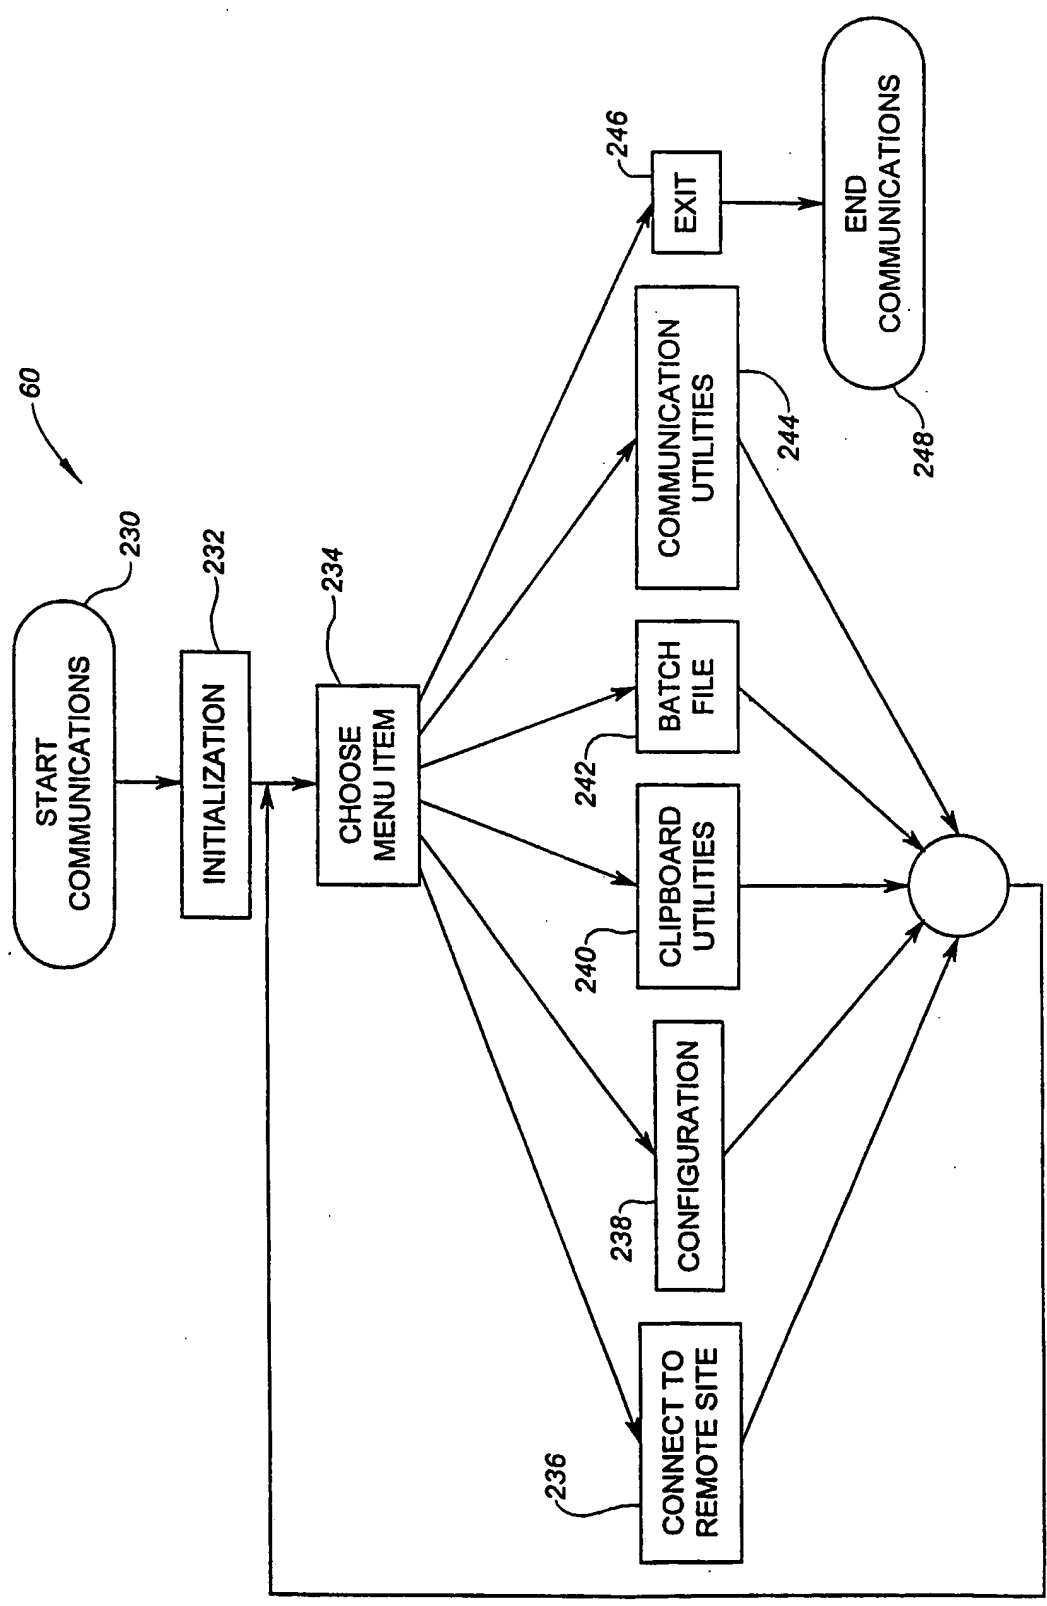 60
START
COMMUNICATIONS
230
INITIALIZATION
232
CHOOSE
MENU ITEM
234
236
CONNECT TO
REMOTE SITE
238
CONFIGURATION
240
CLIPBOARD
UTILITIES
242
BATCH
FILE
COMMUNICATION
UTILITIES
244
EXIT
246
END
COMMUNICATIONS
248